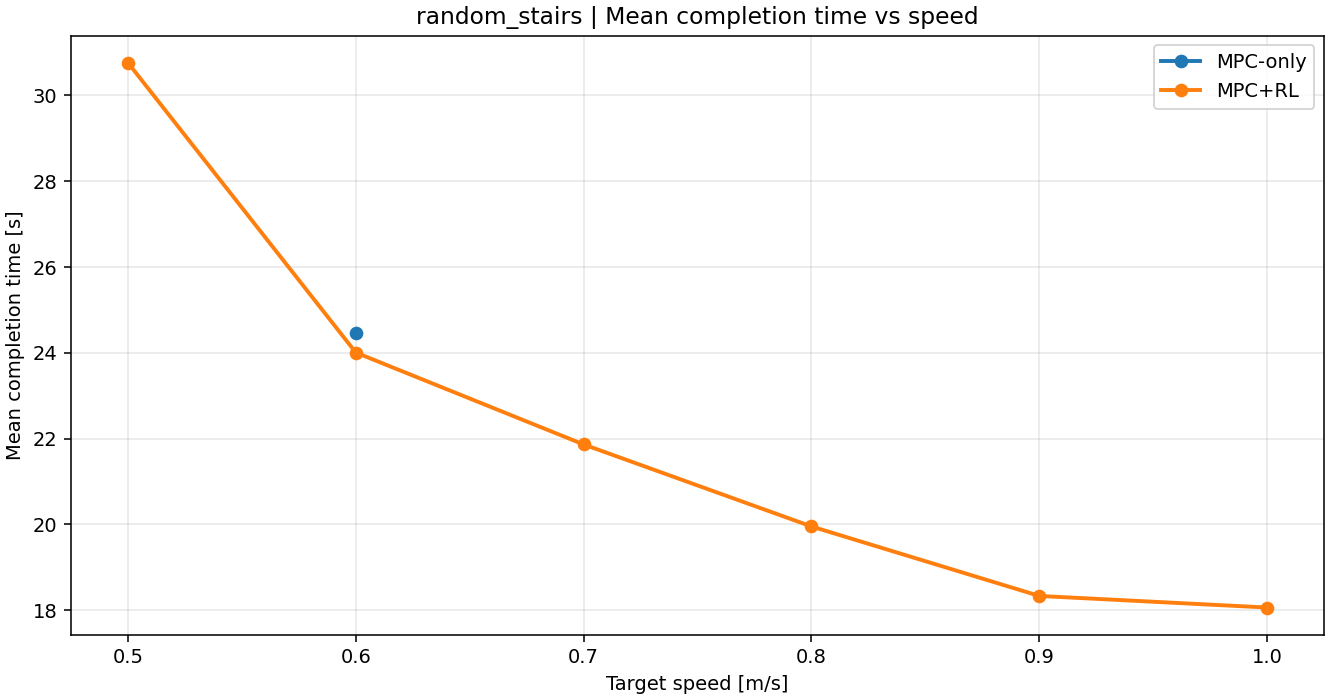 random_stairs | Mean completion time vs speed
MPC-only
MPC+RL
Mean completion time [s]
30
28
26
24
22
20
18
0.5 0.6 0.7 0.8 0.9 1.0
Target speed [m/s]